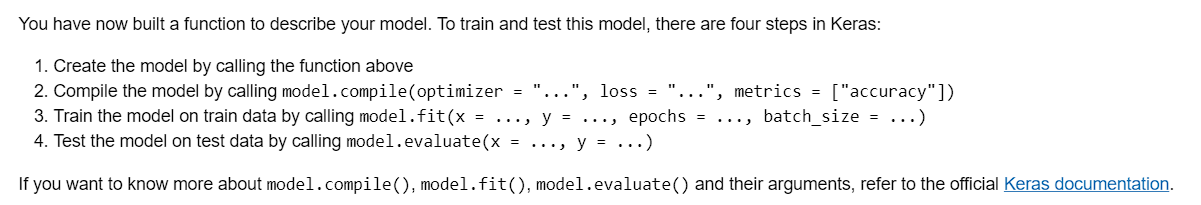 You have now built a function to describe your model. To train and test this model, there are four steps in Keras:
1. Create the model by calling the function above
2. Compile the model by calling model.compile(optimizer = "...", loss = "...", metrics = ["accuracy"])
3. Train the model on train data by calling model.fit(x = ..., y = ..., epochs = ..., batch_size = ...)
4. Test the model on test data by calling model.evaluate(x = ..., y = ...)
If you want to know more about model.compile(), model.fit(), model.evaluate() and their arguments, refer to the official Keras documentation.